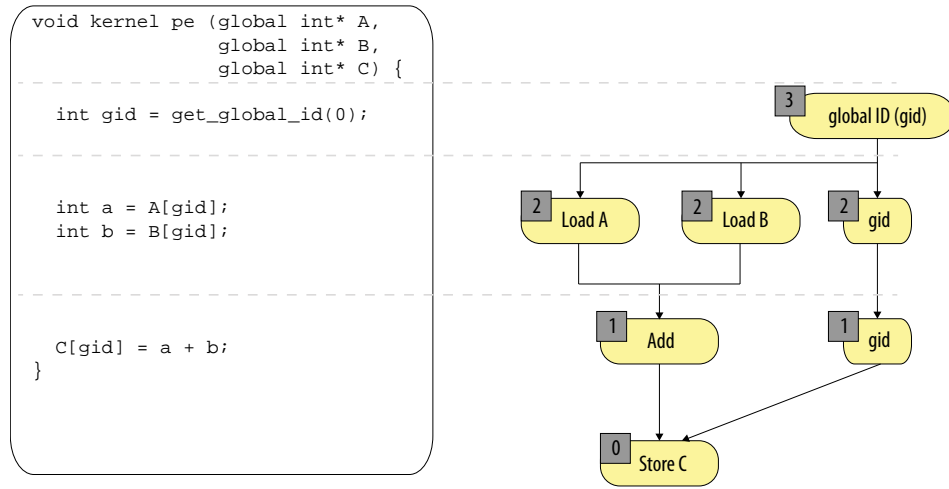 void kernel pe (global int* A,
global int* B,
global int* C) {
int gid = get_global_id(0);
int a = A[gid];
int b = B[gid];
C[gid] = a + b;
}
3
global ID (gid)
2
Load A
2
Load B
2
gid
1
Add
1
gid
0
Store C